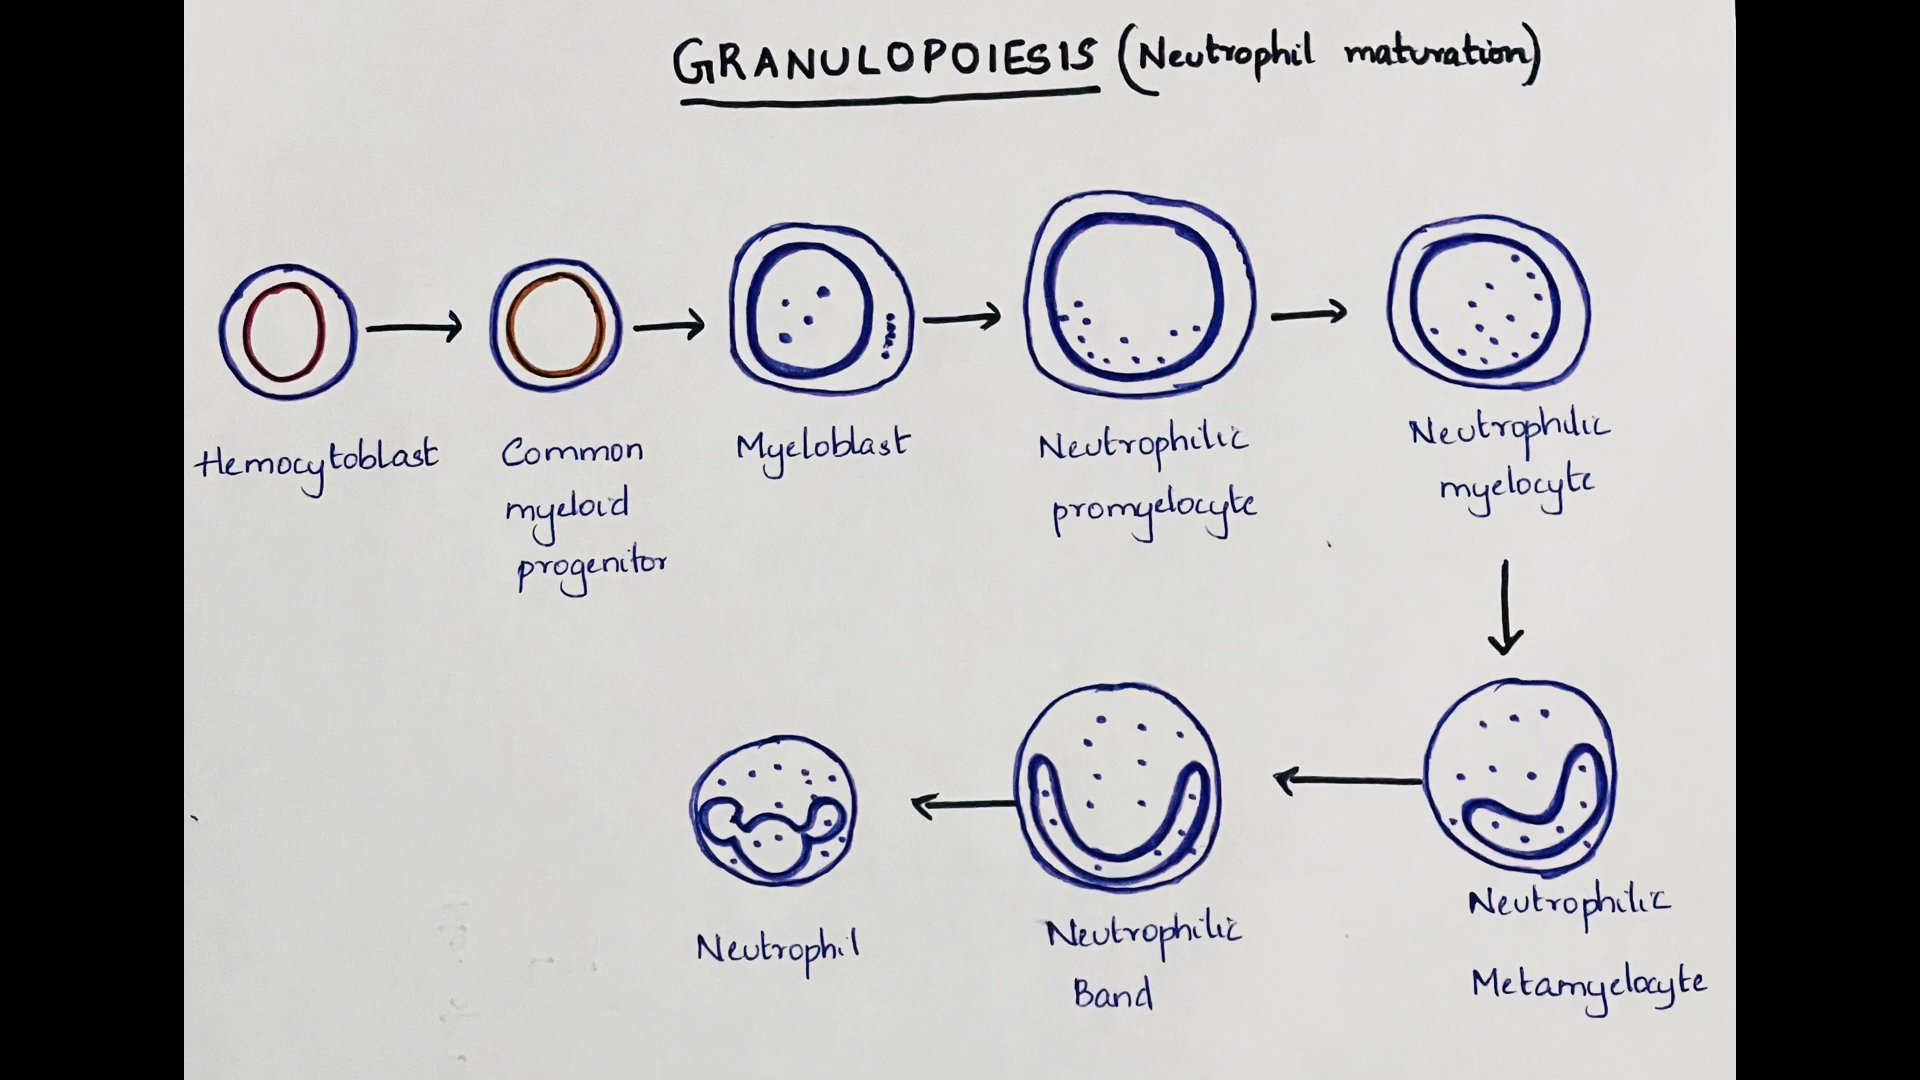 GRANULOPOIESIS (Neutrophil maturation)
Hemocytoblast
Common
myeloid
progenitor
Myeloblast
Neutrophilic
promyelocyte
Neutrophilic
myelocyte
Neutrophil
Neutrophilic
Band
Neutrophilic
Metamyelocyte